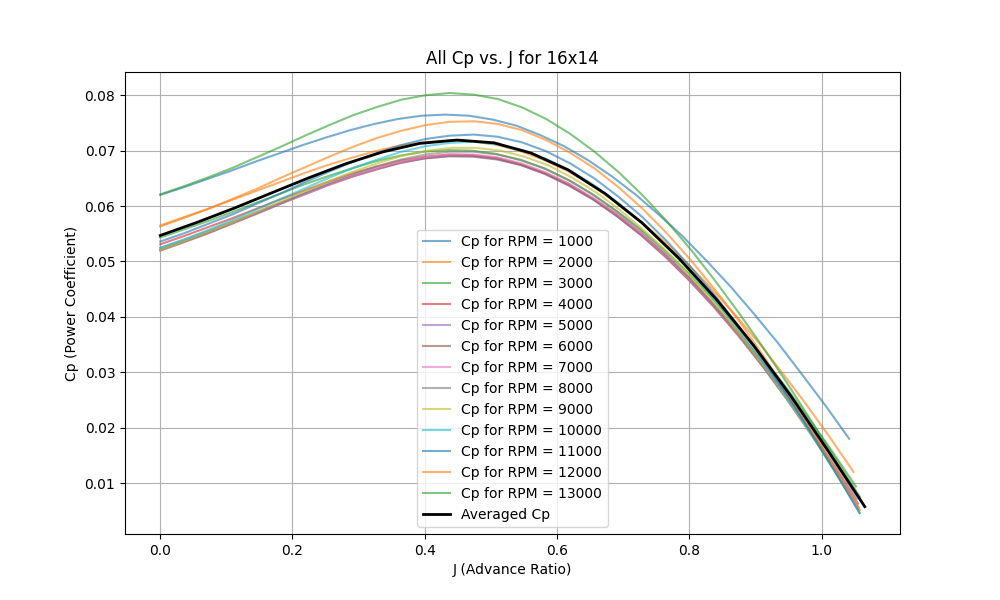 All Cp vs. J for 16x14
Cp (Power Coefficient)
0.08
0.07
0.06
0.05
0.04
0.03
0.02
0.01
Cp for RPM = 1000
Cp for RPM = 2000
Cp for RPM = 3000
Cp for RPM = 4000
Cp for RPM = 5000
Cp for RPM = 6000
Cp for RPM = 7000
Cp for RPM = 8000
Cp for RPM = 9000
Cp for RPM = 10000
Cp for RPM = 11000
Cp for RPM = 12000
Cp for RPM = 13000
Averaged Cp
0.0 0.2 0.4 0.6 0.8 1.0
J (Advance Ratio)